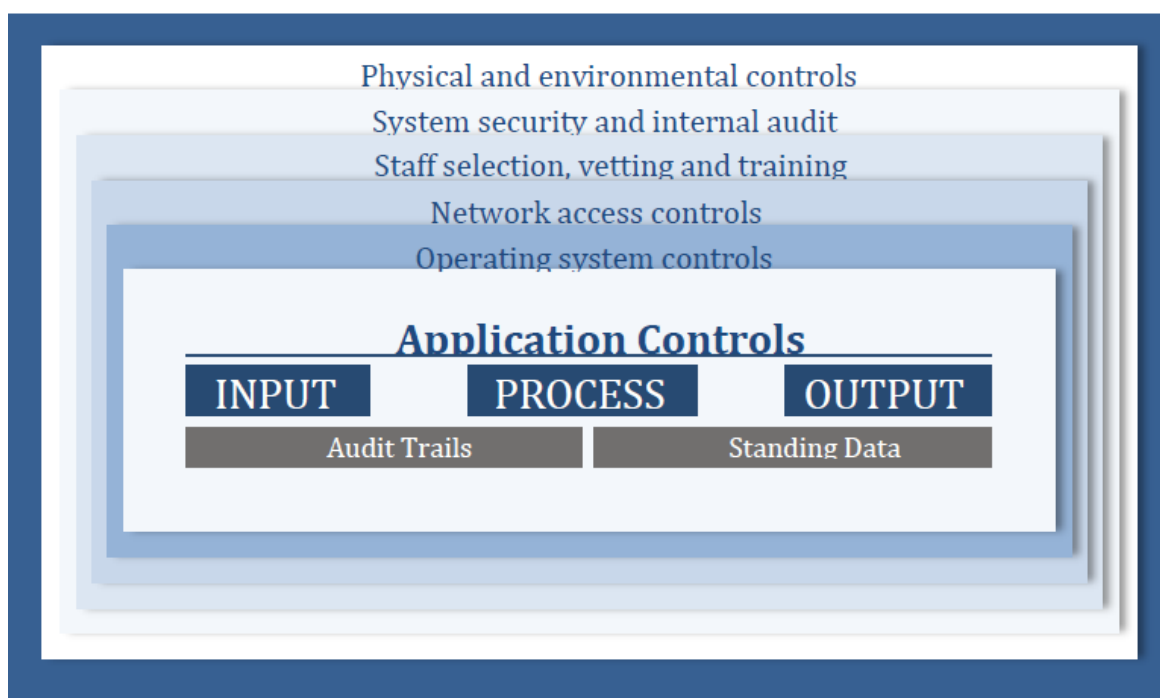 Physical and environmental controls
System security and internal audit
Staff selection, vetting and training
Network access controls
Operating system controls
Application Controls
INPUT PROCESS OUTPUT
Audit Trails Standing Data